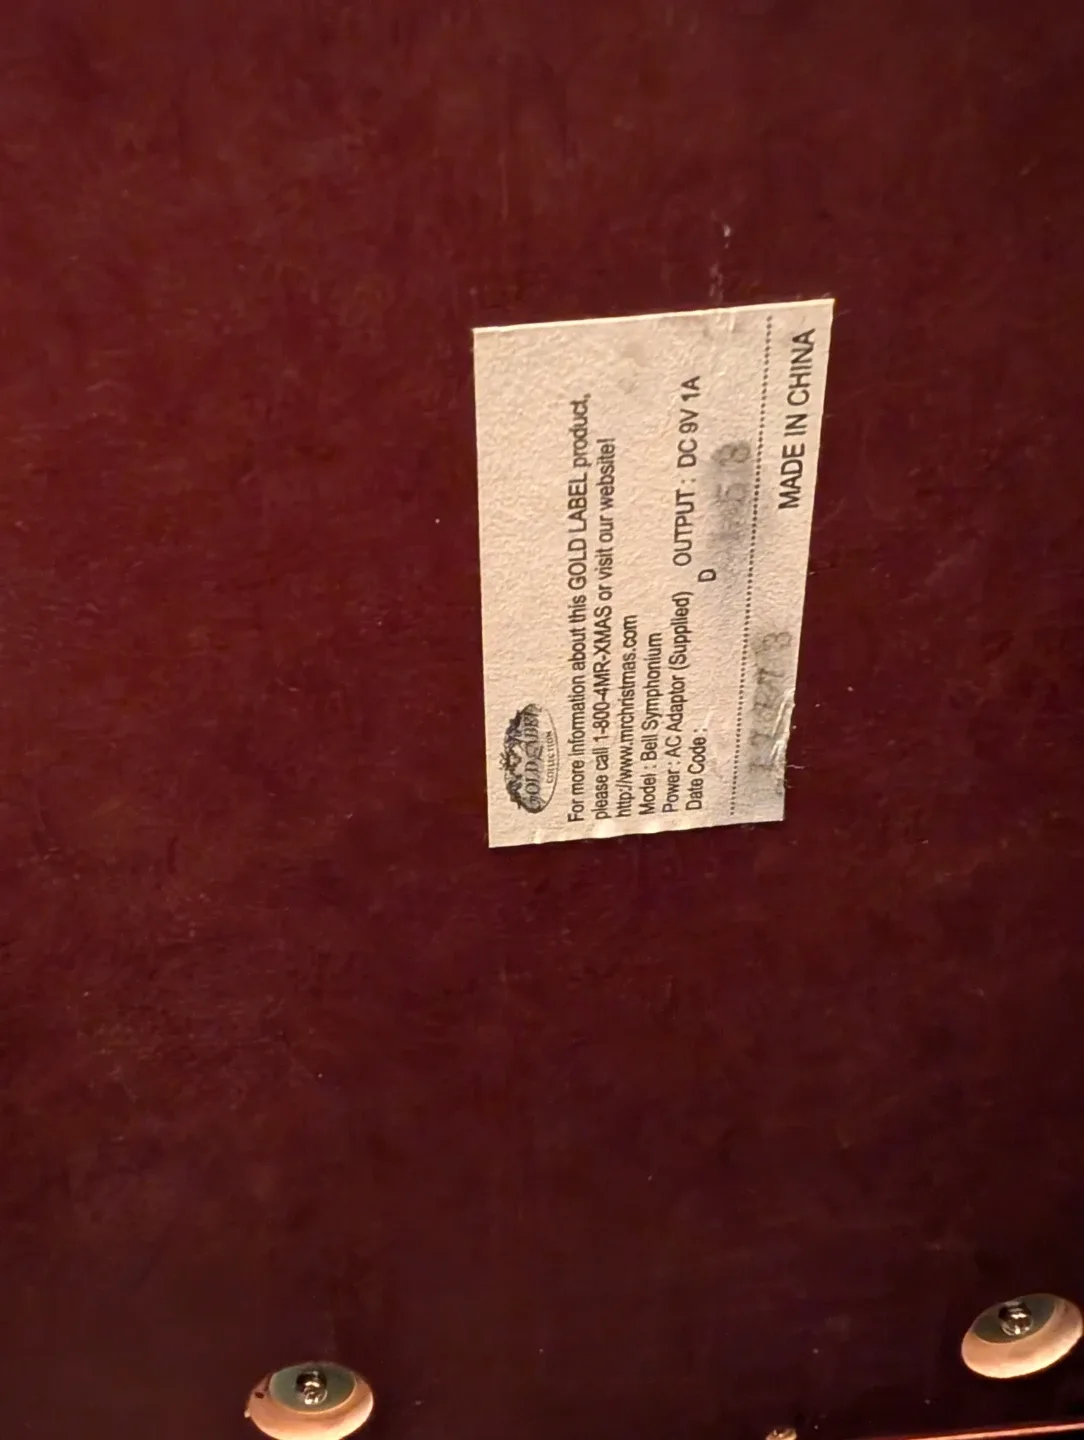 GOLD LABEL
COLLECTION
For more information about this GOLD LABEL product,
please call 1-800-4MR-XMAS or visit our website!
http://www.mrchristmas.com
Model : Bell Symphonium
Power : AC Adaptor (Supplied) OUTPUT : DC 9V 1A
Date Code : D
MADE IN CHINA